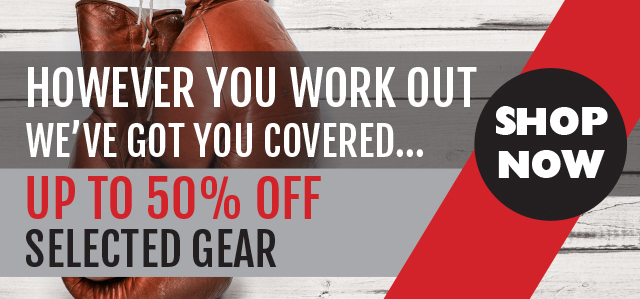 HOWEVER YOU WORK OUT
WE'VE GOT YOU COVERED...
UP TO 50% OFF
SELECTED GEAR
SHOP
NOW